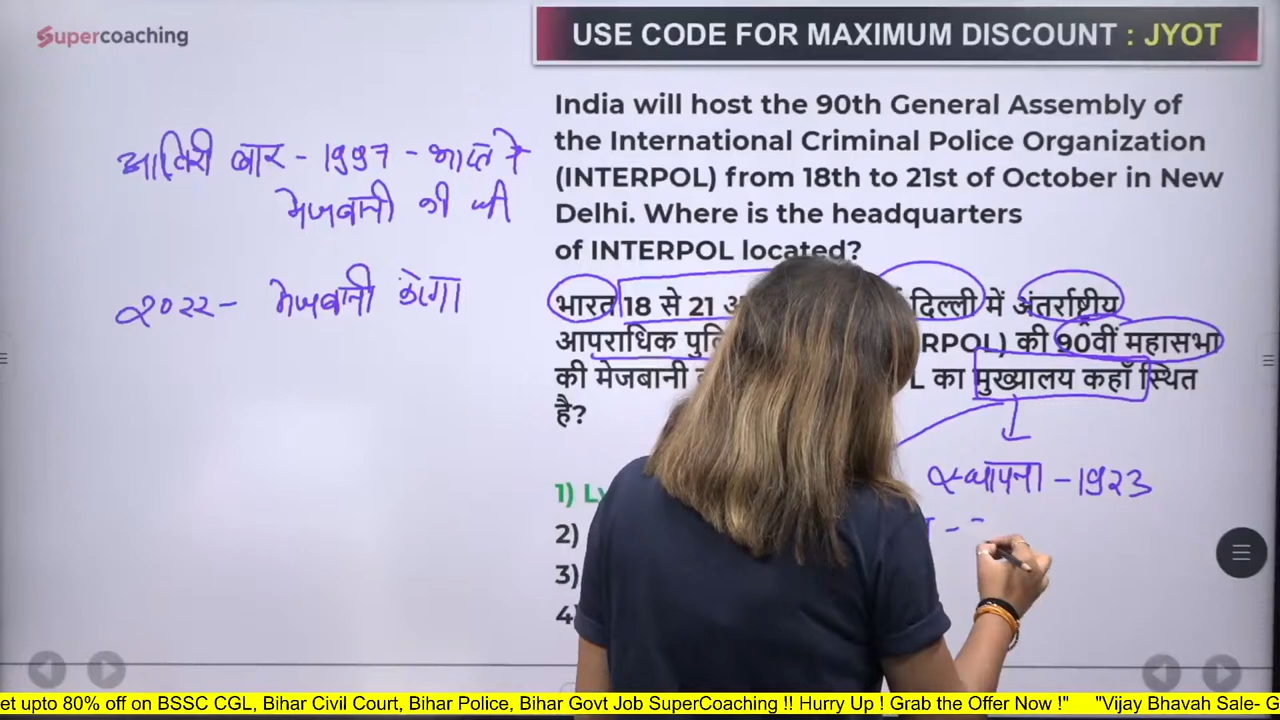 Supercoaching
USE CODE FOR MAXIMUM DISCOUNT : JYOT
India will host the 90th General Assembly of
the International Criminal Police Organization
(INTERPOL) from 18th to 21st of October in New
Delhi. Where is the headquarters
of INTERPOL located?
भारत 18 से 21 दिल्ली में अंतर्राष्ट्रीय
आपराधिक RPOL) की 90वीं महासभा
की मेजबानी का मुख्यालय कहाँ स्थित
है?
1)
2)
3)
4)
आखिरी बार - 1997 - भारत ने
मेजबानी की थी
2022 - मेजबानी करेगा
स्थापना - 1923
et upto 80% off on BSSC CGL, Bihar Civil Court, Bihar Police, Bihar Govt Job SuperCoaching !! Hurry Up ! Grab the Offer Now !" "Vijay Bhavah Sale- G